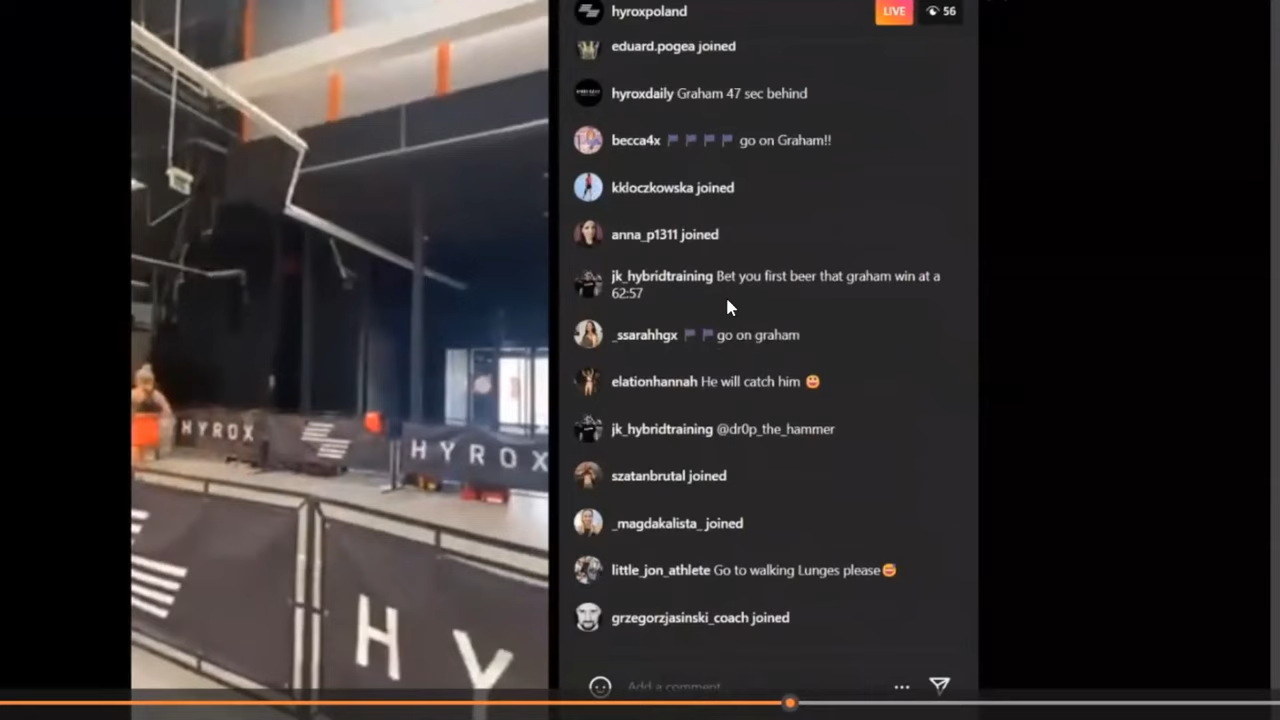 hyroxpoland
LIVE
56
eduard.pogea joined
hyroxdaily Graham 47 sec behind
becca4x go on Graham!!
kkloczkowska joined
anna_p1311 joined
jk_hybridtraining Bet you first beer that graham win at a
62:57
_ssarahhgx go on graham
elationhannah He will catch him 😀
jk_hybridtraining @dr0p_the_hammer
szatanbrutal joined
_magdakalista_ joined
little_jon_athlete Go to walking Lunges please😅
grzegorzjasinski_coach joined
Add a comment
HYROX
HYROX
HY